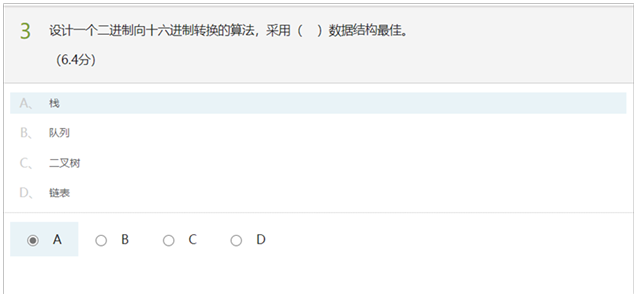 3 设计一个二进制向十六进制转换的算法，采用（ ）数据结构最佳。
（6.4分）
A、 栈
B、 队列
C、 二叉树
D、 链表
A B C D